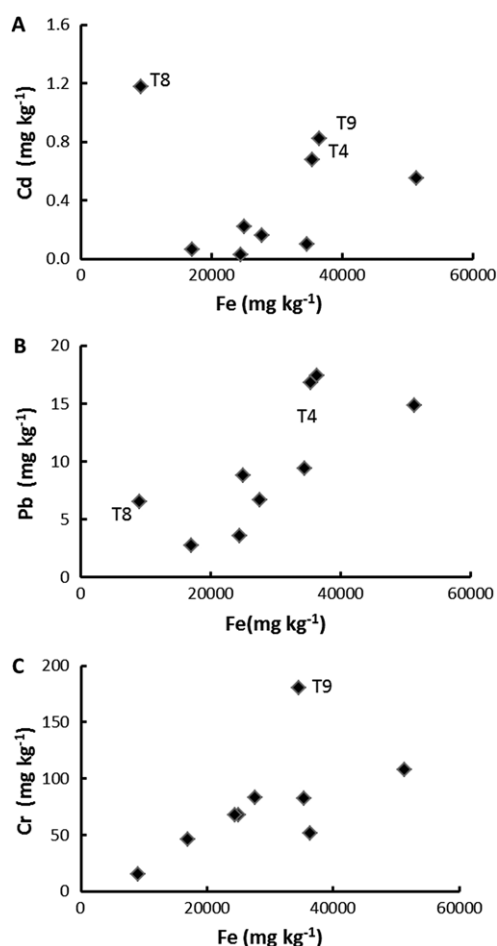 A
1.6
1.2
0.8
0.4
0.0
Cd (mg kg⁻¹)
T8
T9
T4
0 20000 40000 60000
Fe (mg kg⁻¹)
B
20
15
10
5
0
Pb (mg kg⁻¹)
T4
T8
0 20000 40000 60000
Fe(mg kg⁻¹)
C
200
150
100
50
0
Cr (mg kg⁻¹)
T9
0 20000 40000 60000
Fe (mg kg⁻¹)